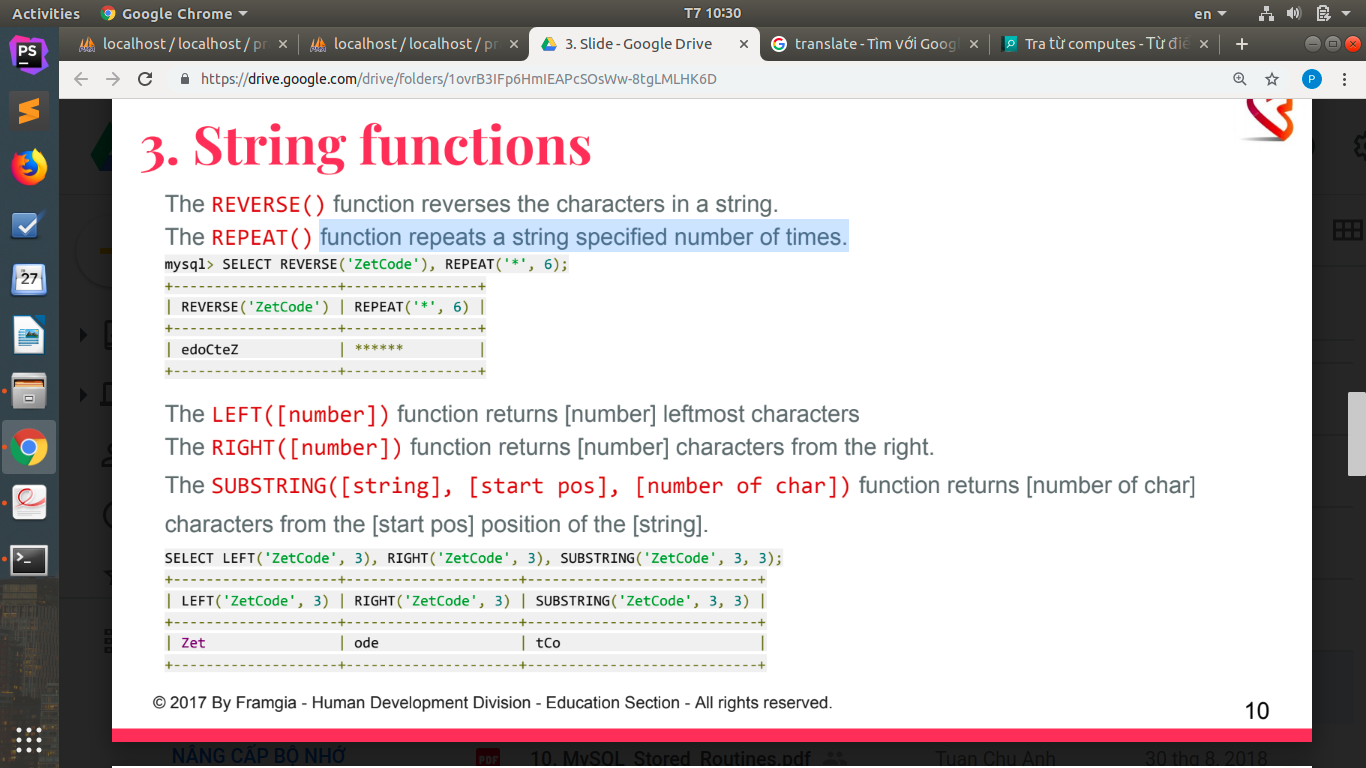 Activities Google Chrome T7 10:30 en
localhost / localhost / pr localhost / localhost / pr 3. Slide - Google Drive translate - Tìm với Goog Tra từ computes - Từ đi
https://drive.google.com/drive/folders/1ovrB3IFp6HmIEAPcSOsWw-8tgLMLHK6D P
PS
27
3. String functions
The REVERSE() function reverses the characters in a string.
The REPEAT() function repeats a string specified number of times.
mysql> SELECT REVERSE('ZetCode'), REPEAT('*', 6);
+--------------------+----------------+
| REVERSE('ZetCode') | REPEAT('*', 6) |
+--------------------+----------------+
| edoCteZ | ****** |
+--------------------+----------------+
The LEFT([number]) function returns [number] leftmost characters
The RIGHT([number]) function returns [number] characters from the right.
The SUBSTRING([string], [start pos], [number of char]) function returns [number of char]
characters from the [start pos] position of the [string].
SELECT LEFT('ZetCode', 3), RIGHT('ZetCode', 3), SUBSTRING('ZetCode', 3, 3);
+--------------------+---------------------+----------------------------+
| LEFT('ZetCode', 3) | RIGHT('ZetCode', 3) | SUBSTRING('ZetCode', 3, 3) |
+--------------------+---------------------+----------------------------+
| Zet | ode | tCo |
+--------------------+---------------------+----------------------------+
© 2017 By Framgia - Human Development Division - Education Section - All rights reserved.
10
NÂNG CẤP BỘ NHỚ PDF 10. MySQL_Stored_Routines.pdf Tuan Chu Anh 30 thg 8, 2018